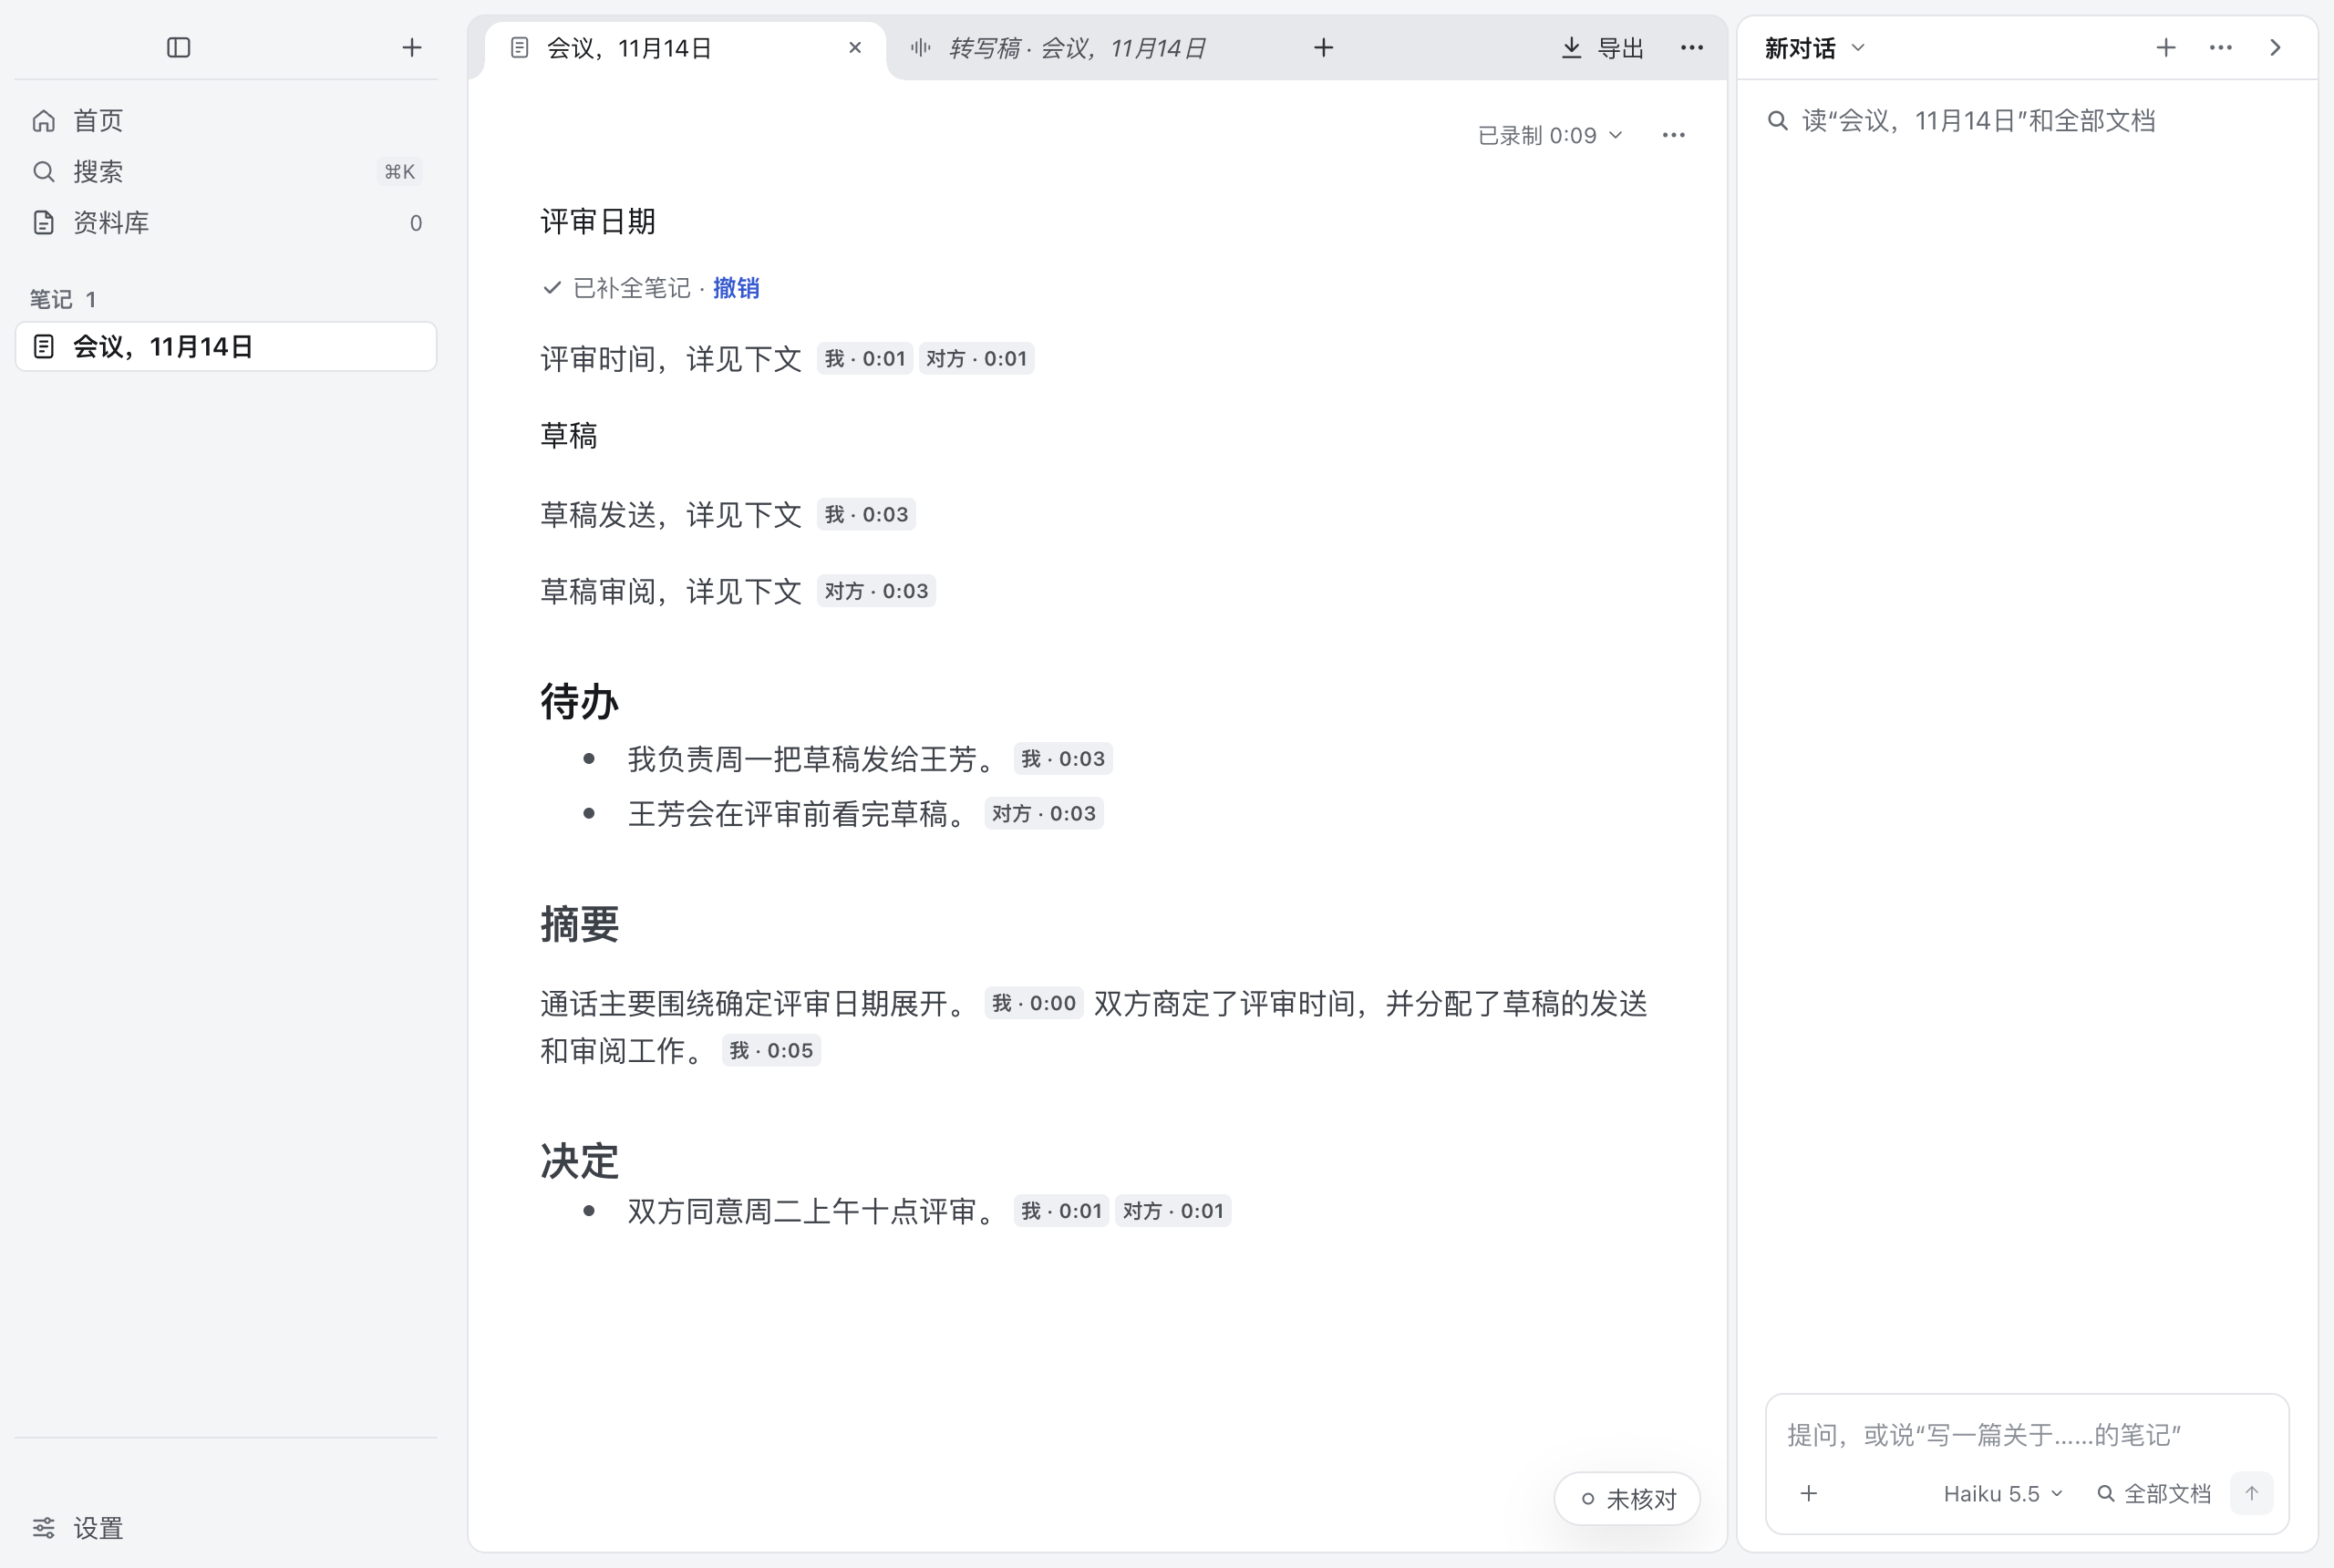 首页
搜索 ⌘K
资料库 0
笔记 1
会议，11月14日
设置
会议，11月14日
转写稿 · 会议，11月14日
导出
已录制 0:09
评审日期
已补全笔记 · 撤销
评审时间，详见下文 我 · 0:01 对方 · 0:01
草稿
草稿发送，详见下文 我 · 0:03
草稿审阅，详见下文 对方 · 0:03
待办
我负责周一把草稿发给王芳。 我 · 0:03
王芳会在评审前看完草稿。 对方 · 0:03
摘要
通话主要围绕确定评审日期展开。 我 · 0:00 双方商定了评审时间，并分配了草稿的发送
和审阅工作。 我 · 0:05
决定
双方同意周二上午十点评审。 我 · 0:01 对方 · 0:01
未核对
新对话
读“会议，11月14日”和全部文档
提问，或说“写一篇关于……的笔记”
Haiku 5.5 全部文档